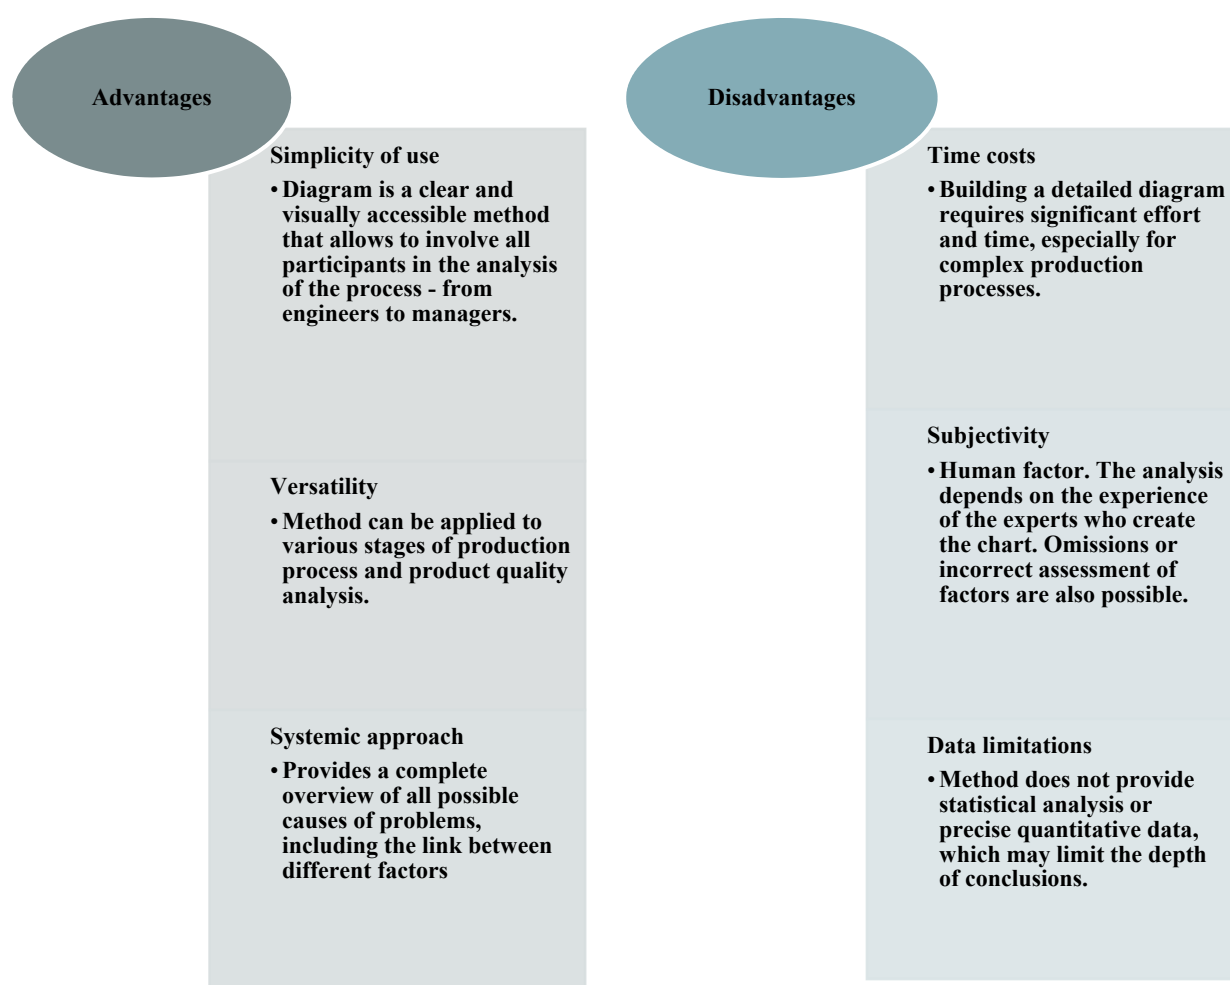 Advantages
Simplicity of use
• Diagram is a clear and
visually accessible method
that allows to involve all
participants in the analysis
of the process - from
engineers to managers.
Versatility
• Method can be applied to
various stages of production
process and product quality
analysis.
Systemic approach
• Provides a complete
overview of all possible
causes of problems,
including the link between
different factors
Disadvantages
Time costs
• Building a detailed diagram
requires significant effort
and time, especially for
complex production
processes.
Subjectivity
• Human factor. The analysis
depends on the experience
of the experts who create
the chart. Omissions or
incorrect assessment of
factors are also possible.
Data limitations
• Method does not provide
statistical analysis or
precise quantitative data,
which may limit the depth
of conclusions.